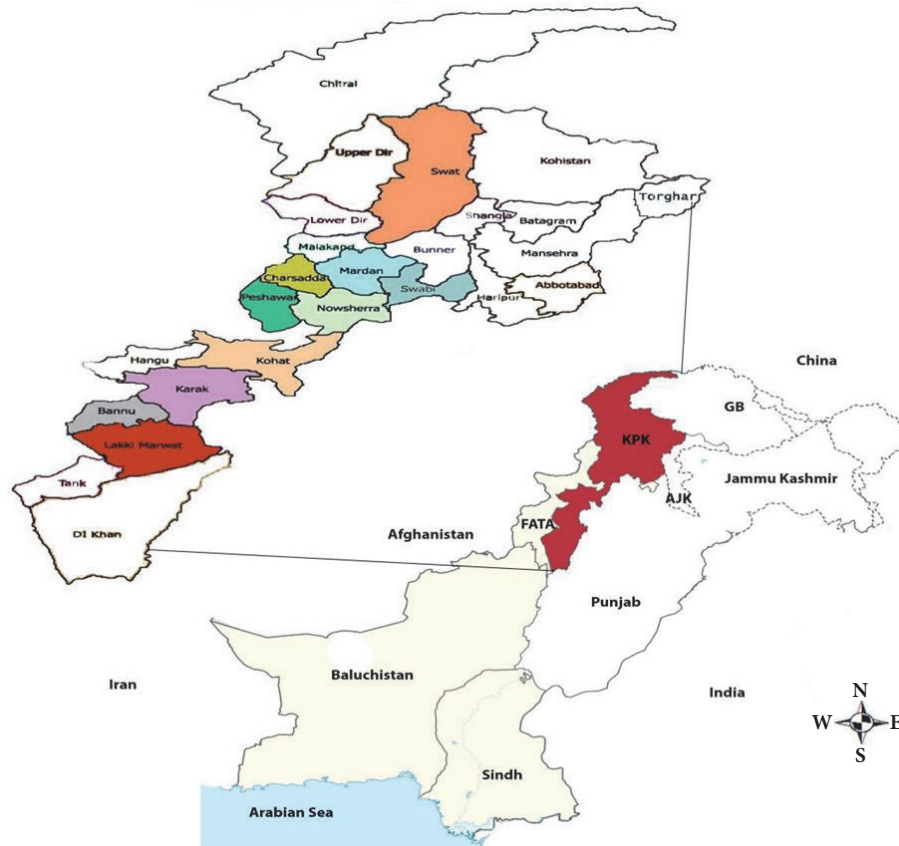 Chitral
Upper Dir
Swat
Kohistan
Torghar
Lower Dir
Shangla
Batagram
Malakand
Bunner
Mansehra
Charsadda
Mardan
Swabi
Haripur
Abbotabad
Peshawar
Nowsherra
Hangu
Kohat
Karak
Bannu
Lakki Marwat
Tank
DI Khan
China
GB
KPK
Jammu Kashmir
AJK
FATA
Afghanistan
Punjab
Baluchistan
Iran
India
N
W
E
S
Sindh
Arabian Sea